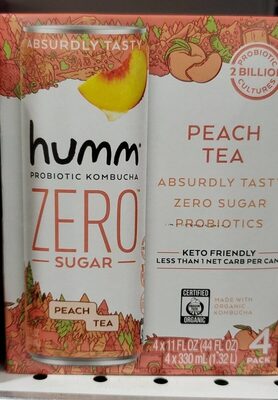 ABSURDLY TASTY
humm
PROBIOTIC KOMBUCHA
ZERO
SUGAR
PEACH
TEA
PROBIOTIC
2 BILLION
CULTURES
PEACH
TEA
ABSURDLY TASTY
ZERO SUGAR
PROBIOTICS
KETO FRIENDLY
LESS THAN 1 NET CARB PER CAN
CERTIFIED
ORGANIC
MADE WITH
ORGANIC
KOMBUCHA
4 x 11 FL OZ (44 FL OZ)
4 x 330 mL (1.32 L)
4
PACK